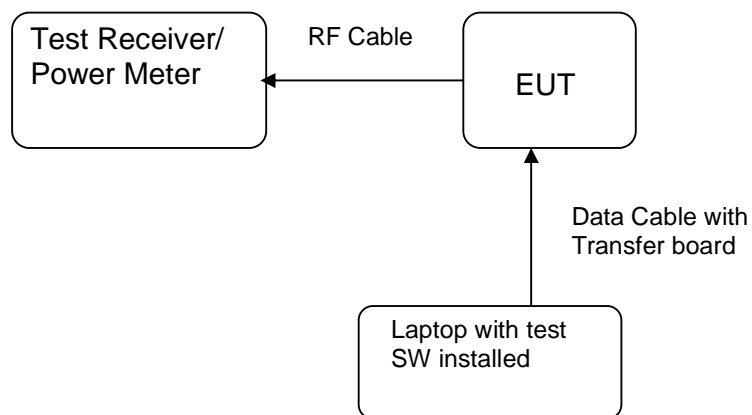 Test Receiver/
Power Meter
RF Cable
EUT
Data Cable with
Transfer board
Laptop with test
SW installed